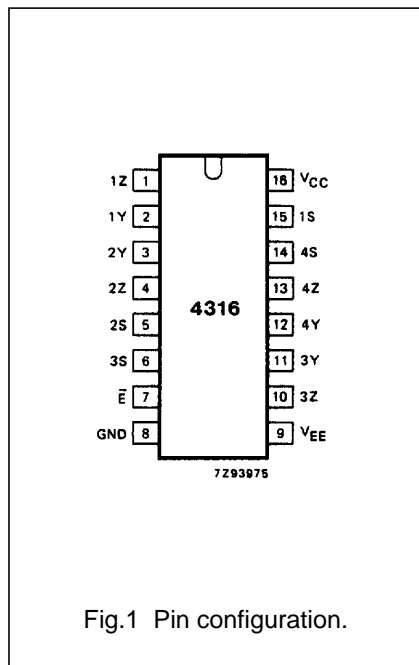 1Z 1 16 VCC
1Y 2 15 1S
2Y 3 14 4S
2Z 4 13 4Z
4316
2S 5 12 4Y
3S 6 11 3Y
E̅ 7 10 3Z
GND 8 9 VEE
7Z93975
Fig.1 Pin configuration.